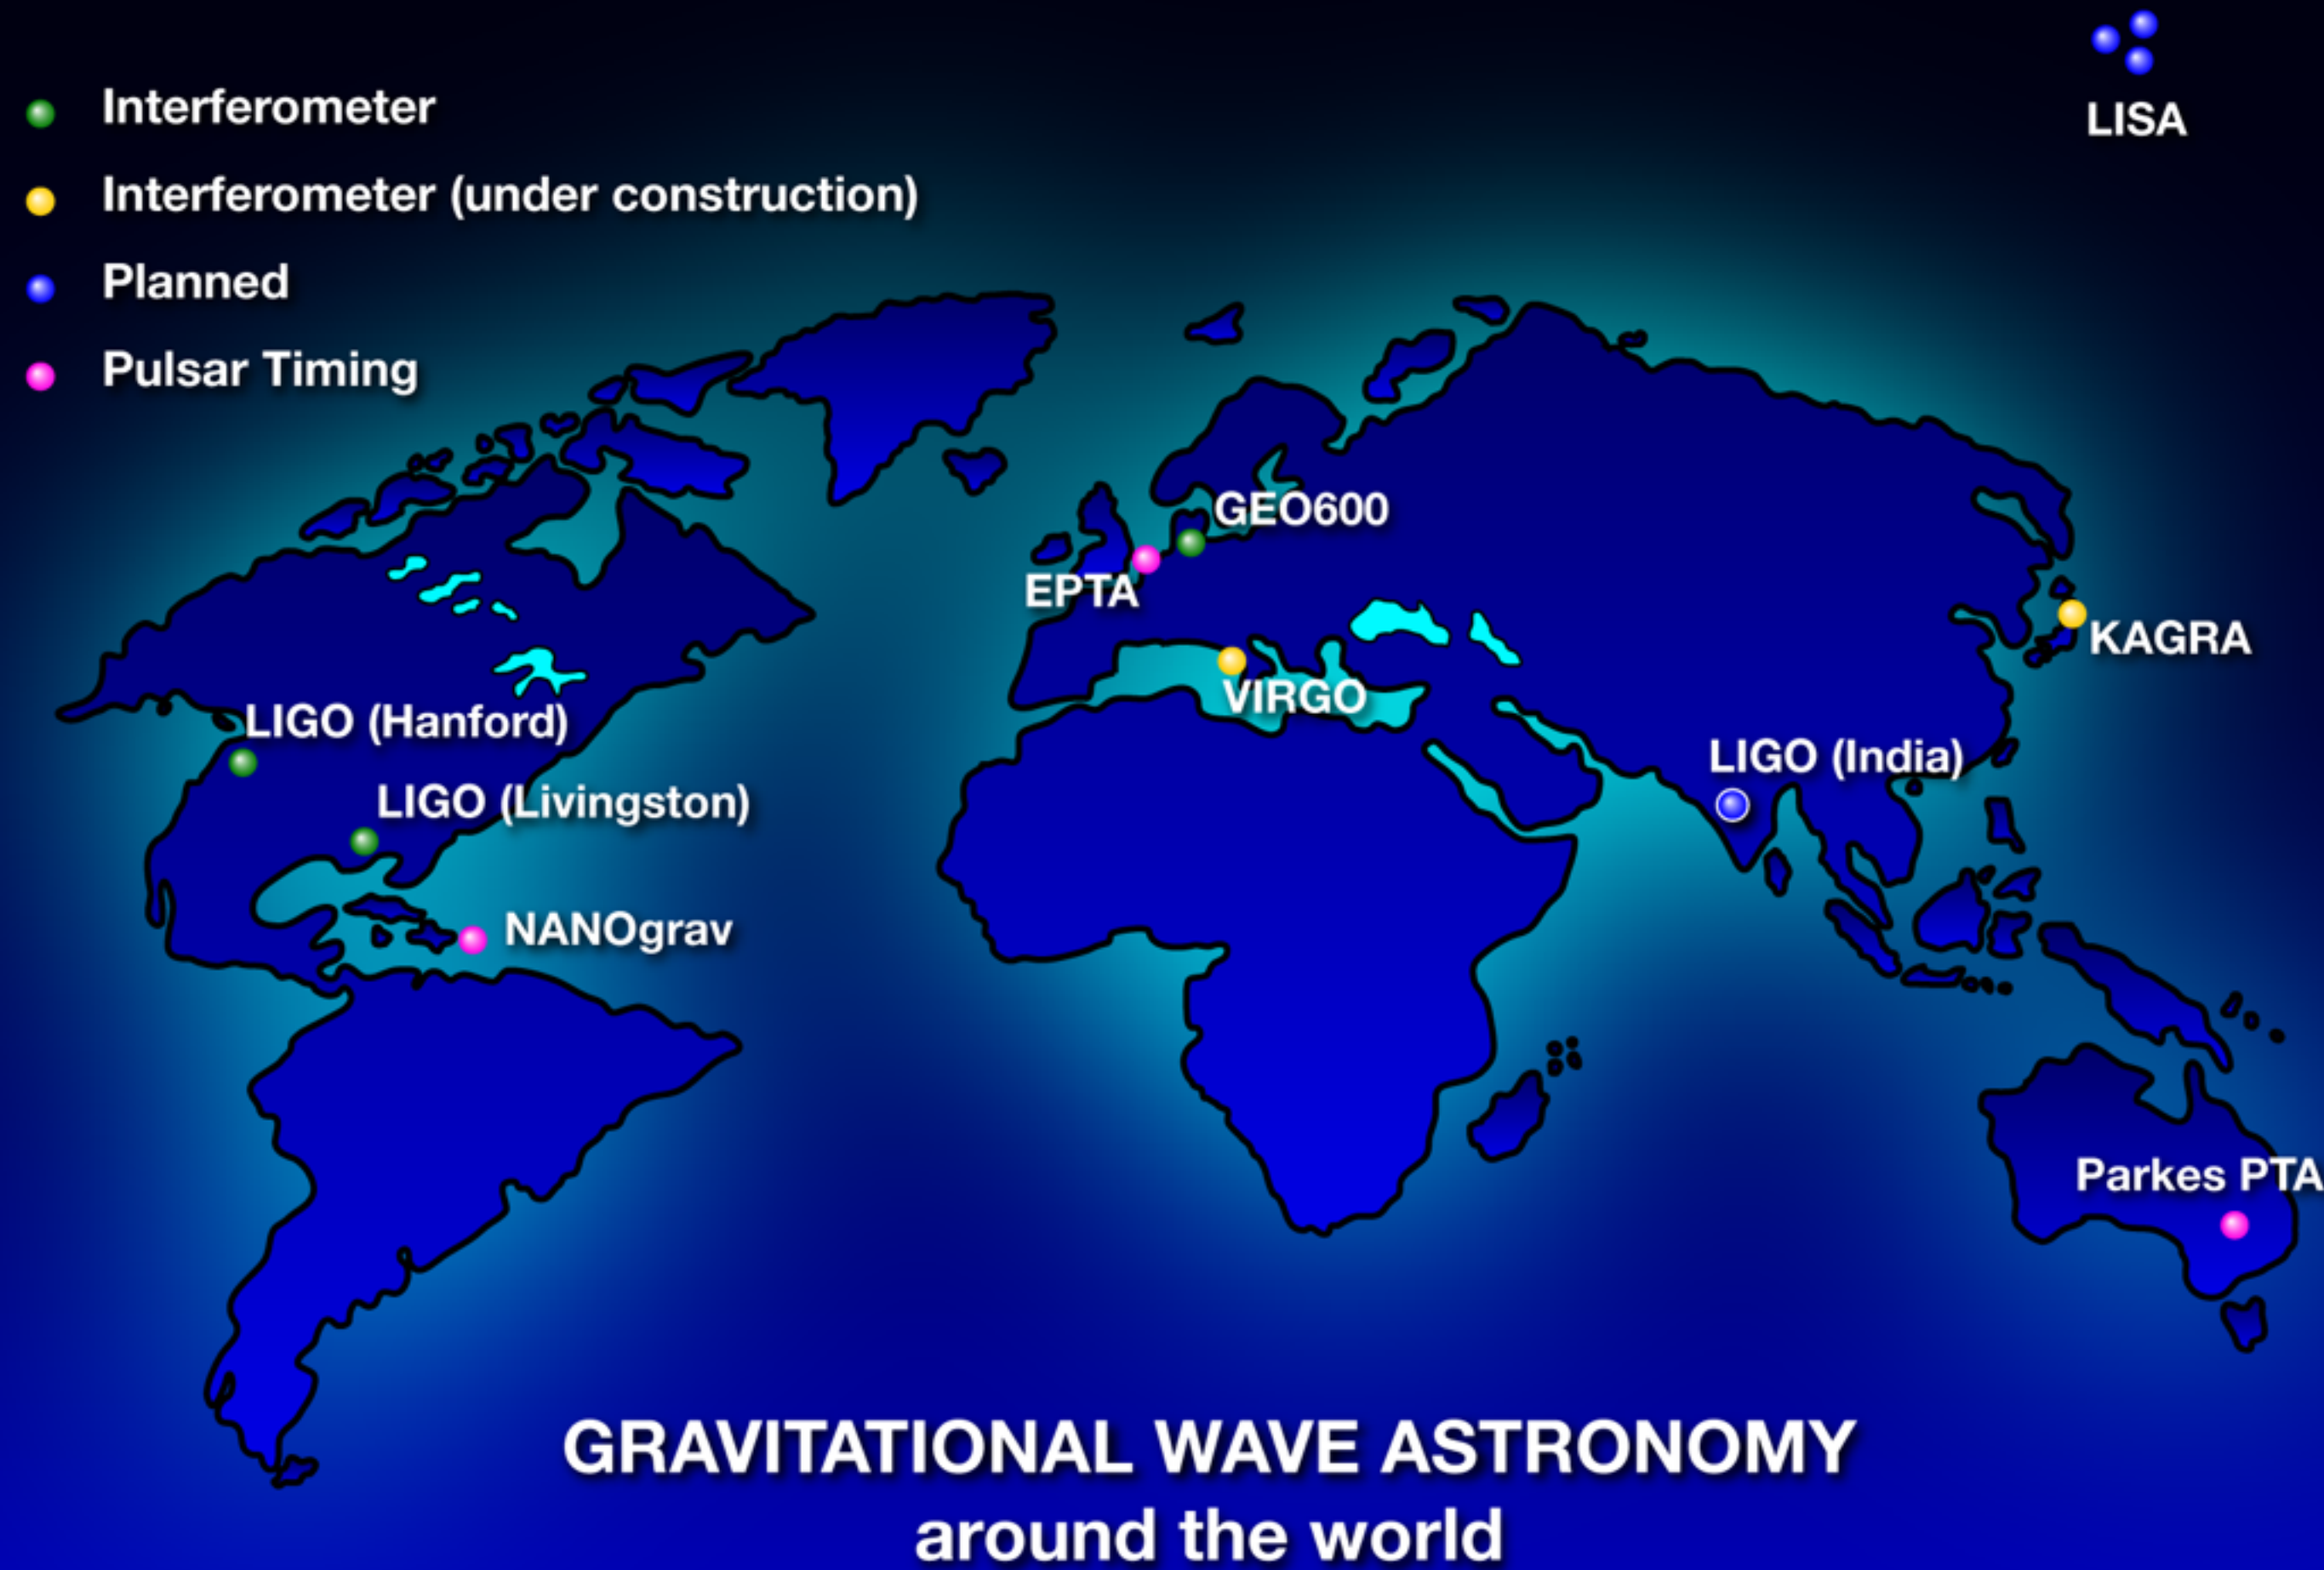 LISA
Interferometer
Interferometer (under construction)
Planned
Pulsar Timing
GEO600
EPTA
KAGRA
VIRGO
LIGO (Hanford)
LIGO (India)
LIGO (Livingston)
NANOgrav
Parkes PTA
GRAVITATIONAL WAVE ASTRONOMY
around the world